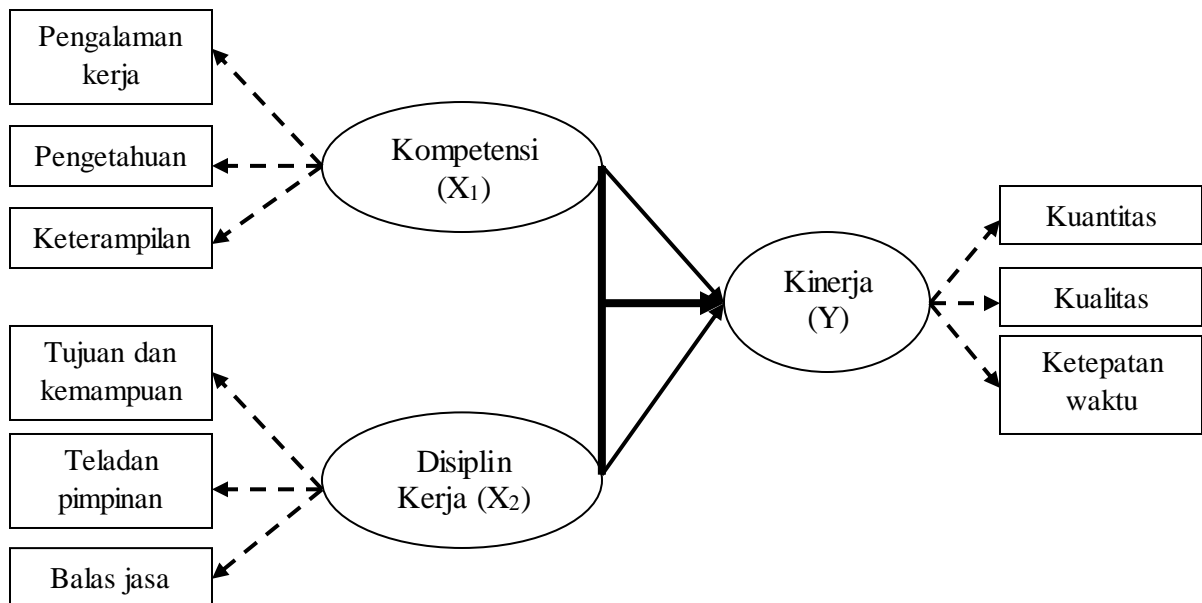 Pengalaman
kerja
Pengetahuan
Keterampilan
Kompetensi
(X₁)
Tujuan dan
kemampuan
Teladan
pimpinan
Balas jasa
Disiplin
Kerja (X₂)
Kinerja
(Y)
Kuantitas
Kualitas
Ketepatan
waktu